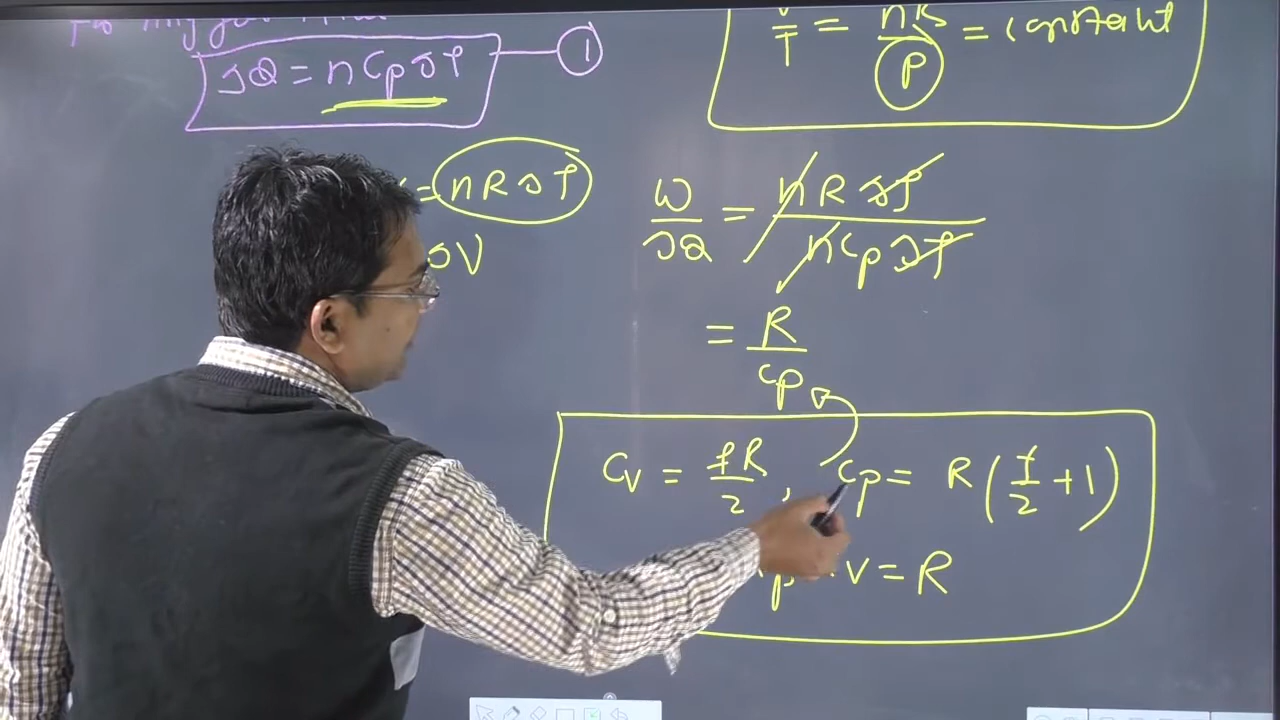 ΔQ = nCpΔT — 1
V/T = nR/P = constant
= nRΔT
ΔV
W/ΔQ = nRΔT/nCpΔT
= R/Cp
Cv = fR/2, Cp = R(f/2 + 1)
p V = R